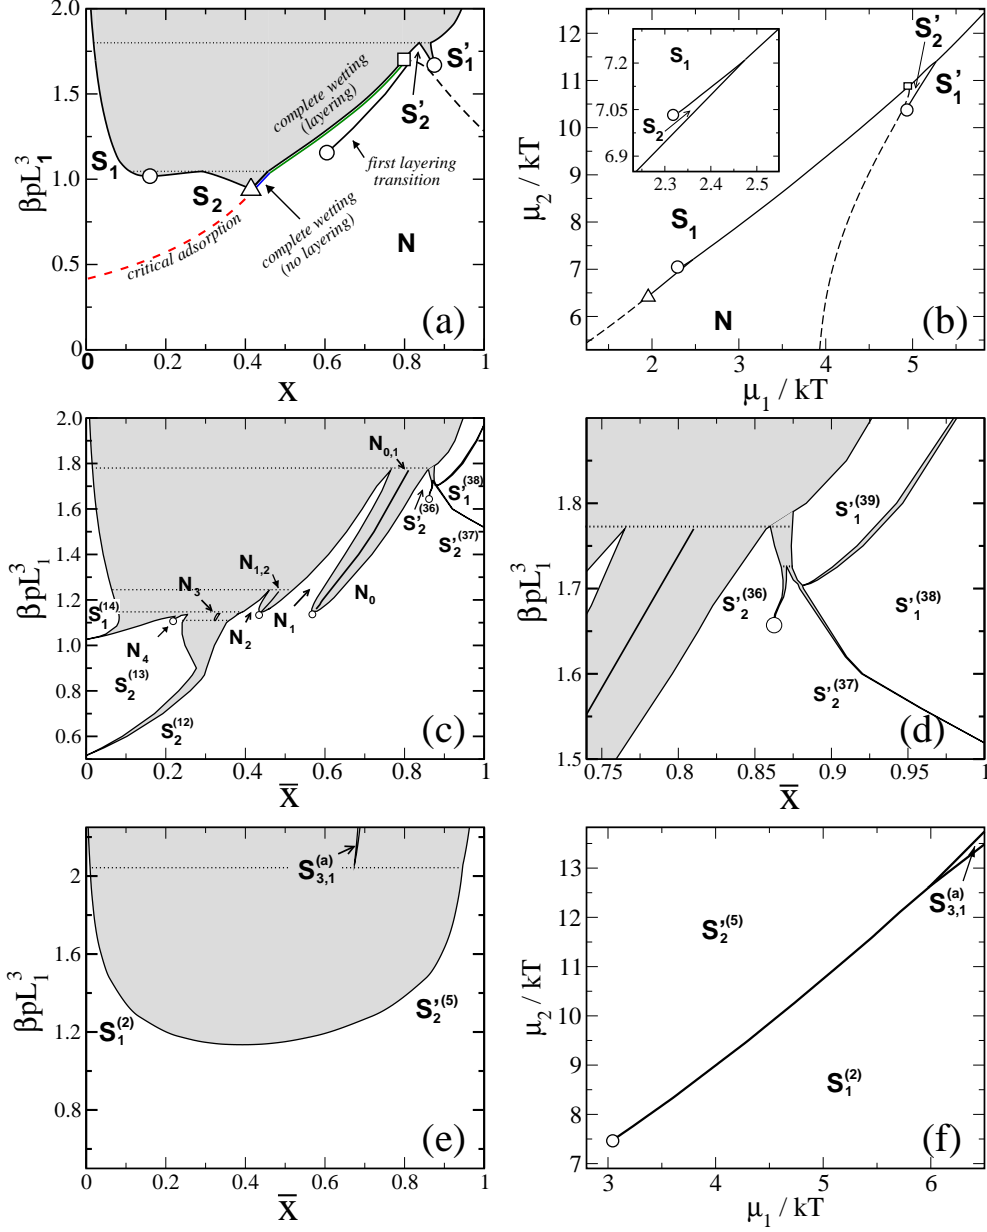 2.0
1.5
1.0
0.5
0
βpL₁³
0 0.2 0.4 0.6 0.8 1
X
S₁
S₂
S'₂
S'₁
N
complete wetting
(layering)
first layering
transition
complete wetting
(no layering)
critical adsorption
(a)
12
11
10
9
8
7
6
μ₂ / kT
2 3 4 5
μ₁ / kT
7.2
7.05
6.9
2.3 2.4 2.5
S₁
S₂
S₁
N
S'₂
S'₁
(b)
2.0
1.8
1.6
1.4
1.2
1.0
0.8
0.6
βpL₁³
0 0.2 0.4 0.6 0.8 1
X̅
N₀,₁
S'₁⁽³⁸⁾
S'₂⁽³⁶⁾
S'₂⁽³⁷⁾
N₁,₂
N₃
N₀
S₁⁽¹⁴⁾
N₂
N₁
N₄
S₂⁽¹³⁾
S₂⁽¹²⁾
(c)
1.8
1.7
1.6
1.5
βpL₁³
0.75 0.8 0.85 0.9 0.95 1
X̅
S'₁⁽³⁹⁾
S'₂⁽³⁶⁾
S'₁⁽³⁸⁾
S'₂⁽³⁷⁾
(d)
2
1.6
1.2
0.8
βpL₁³
0 0.2 0.4 0.6 0.8 1
X̅
S₃,₁⁽ᵃ⁾
S₁⁽²⁾
S'₂⁽⁵⁾
(e)
13
12
11
10
9
8
7
μ₂ / kT
3 4 5 6
μ₁ / kT
S'₂⁽⁵⁾
S₃,₁⁽ᵃ⁾
S₁⁽²⁾
(f)